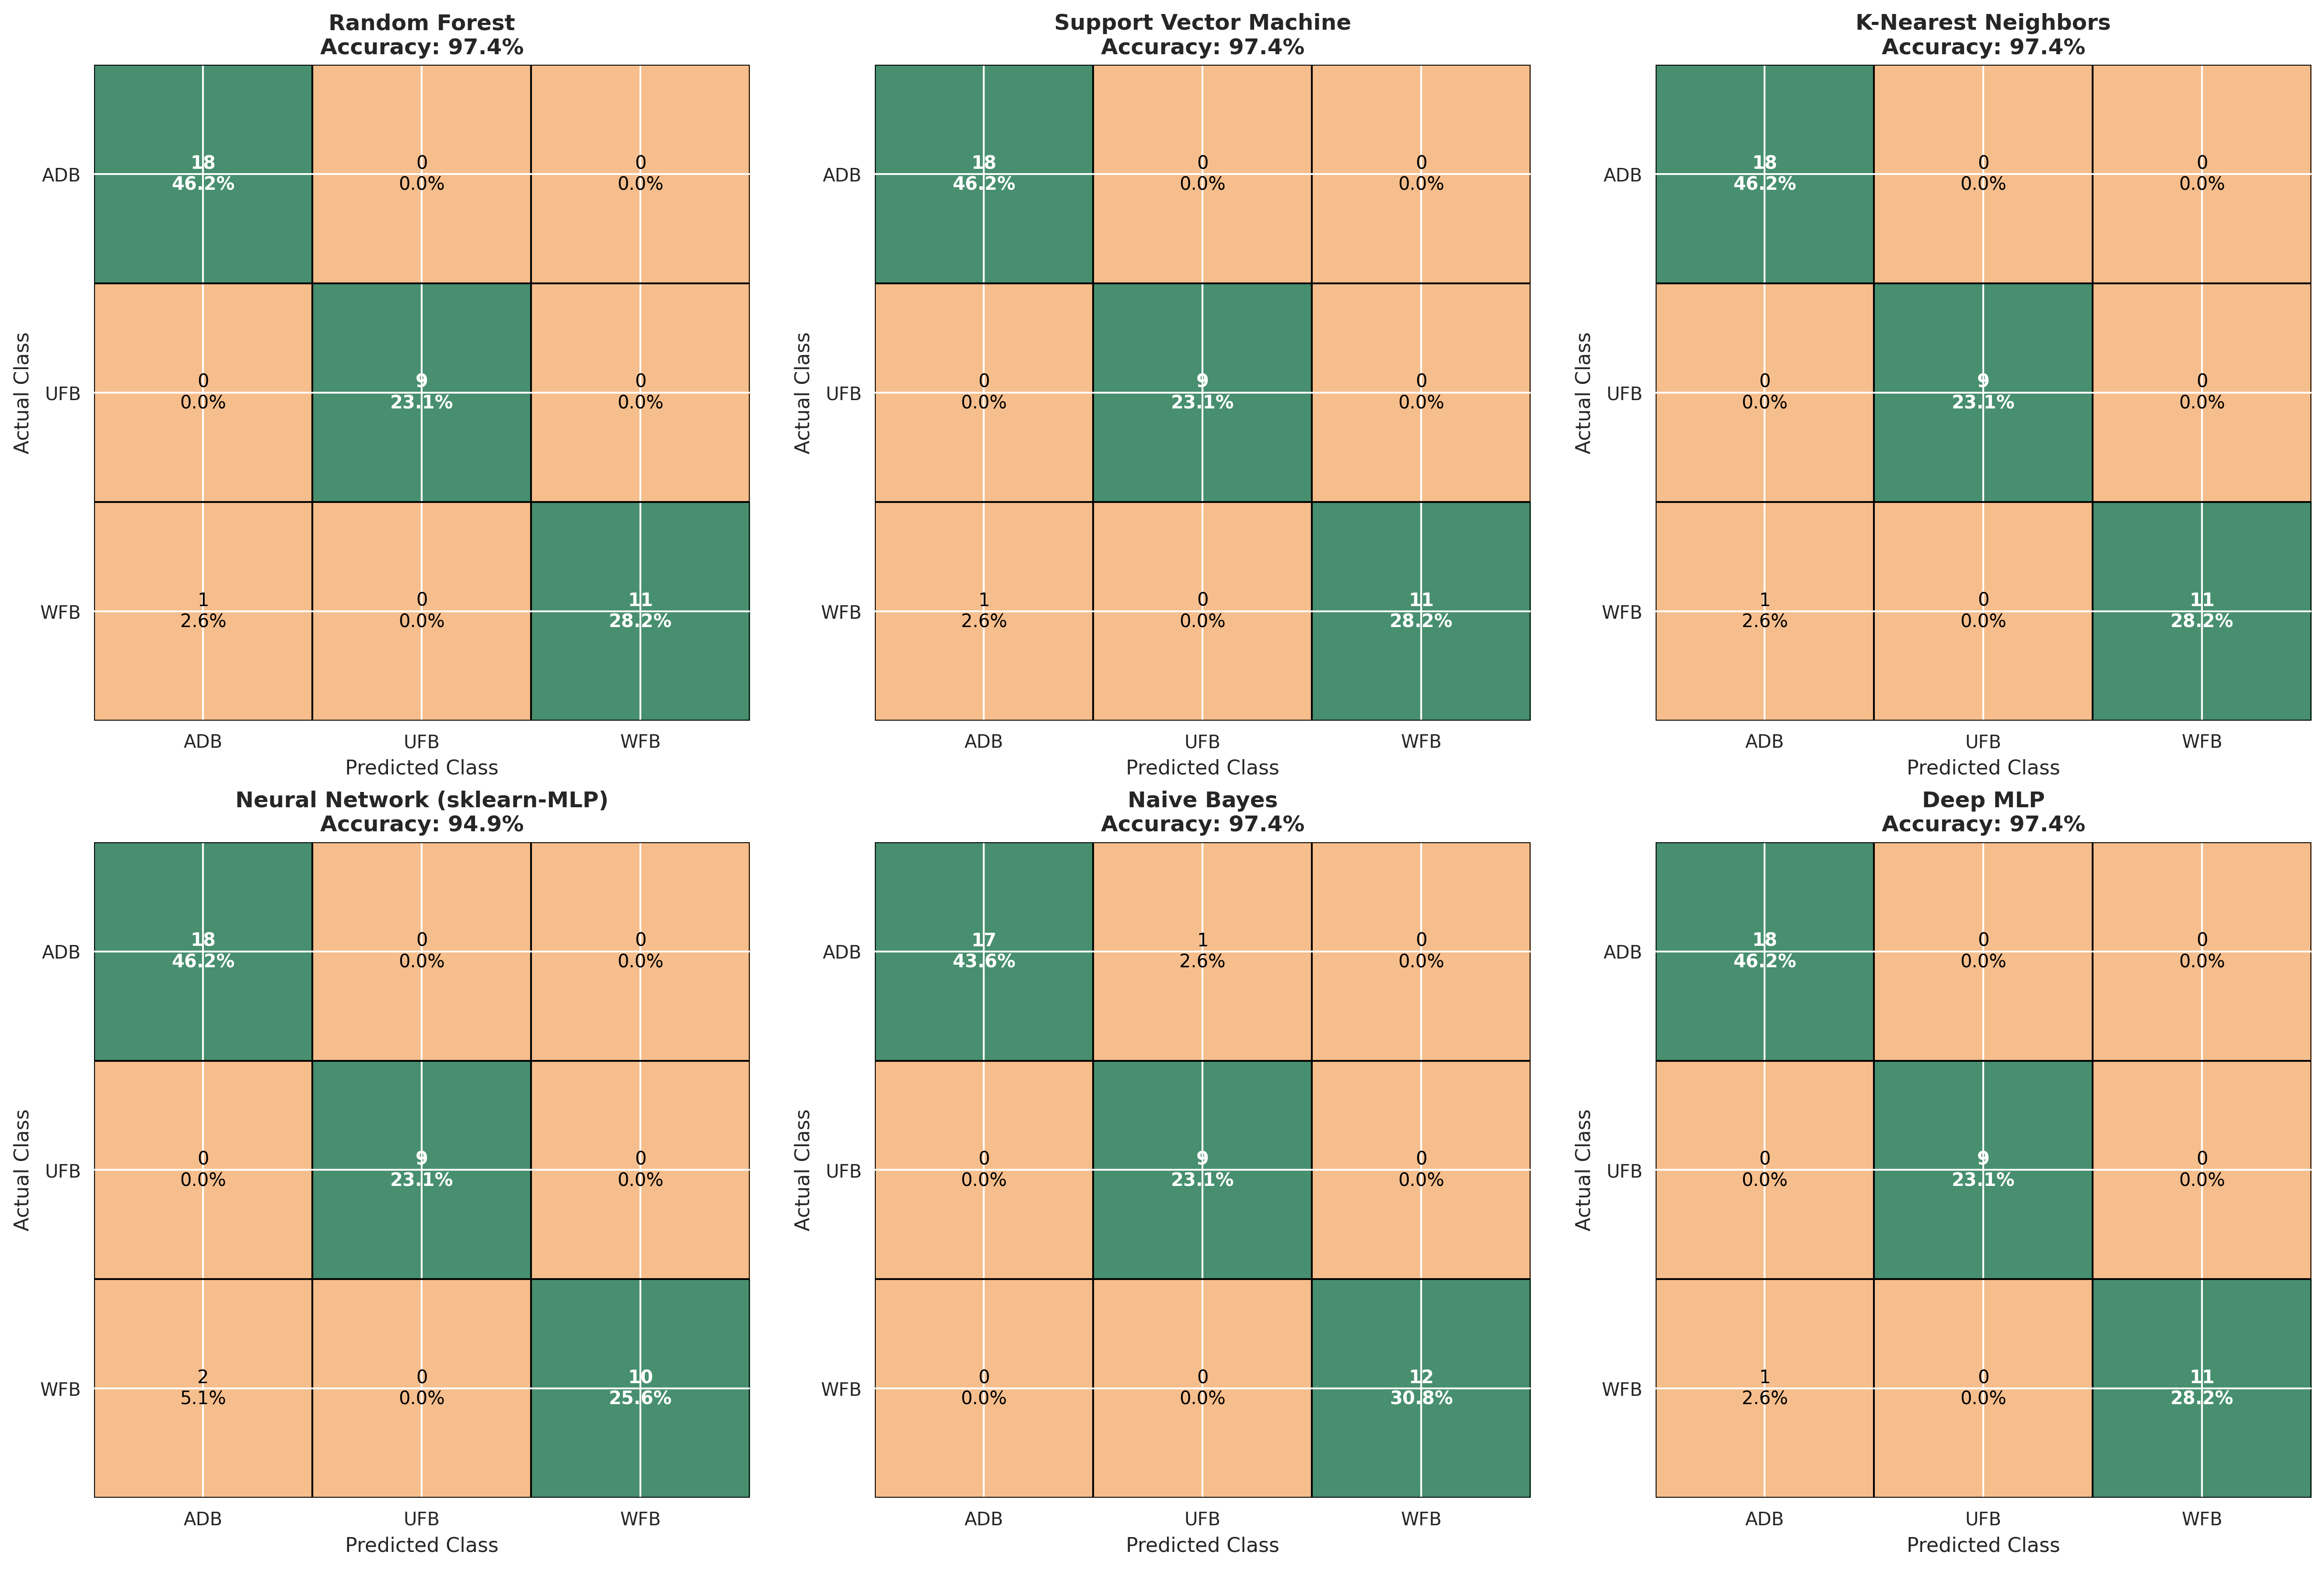 Random Forest
Accuracy: 97.4%
ADB
18
46.2%
0
0.0%
0
0.0%
UFB
0
0.0%
9
23.1%
0
0.0%
WFB
1
2.6%
0
0.0%
11
28.2%
Actual Class
ADB
UFB
WFB
Predicted Class
Support Vector Machine
Accuracy: 97.4%
ADB
18
46.2%
0
0.0%
0
0.0%
UFB
0
0.0%
9
23.1%
0
0.0%
WFB
1
2.6%
0
0.0%
11
28.2%
Actual Class
ADB
UFB
WFB
Predicted Class
K-Nearest Neighbors
Accuracy: 97.4%
ADB
18
46.2%
0
0.0%
0
0.0%
UFB
0
0.0%
9
23.1%
0
0.0%
WFB
1
2.6%
0
0.0%
11
28.2%
Actual Class
ADB
UFB
WFB
Predicted Class
Neural Network (sklearn-MLP)
Accuracy: 94.9%
ADB
18
46.2%
0
0.0%
0
0.0%
UFB
0
0.0%
9
23.1%
0
0.0%
WFB
2
5.1%
0
0.0%
10
25.6%
Actual Class
ADB
UFB
WFB
Predicted Class
Naive Bayes
Accuracy: 97.4%
ADB
17
43.6%
1
2.6%
0
0.0%
UFB
0
0.0%
9
23.1%
0
0.0%
WFB
0
0.0%
0
0.0%
12
30.8%
Actual Class
ADB
UFB
WFB
Predicted Class
Deep MLP
Accuracy: 97.4%
ADB
18
46.2%
0
0.0%
0
0.0%
UFB
0
0.0%
9
23.1%
0
0.0%
WFB
1
2.6%
0
0.0%
11
28.2%
Actual Class
ADB
UFB
WFB
Predicted Class